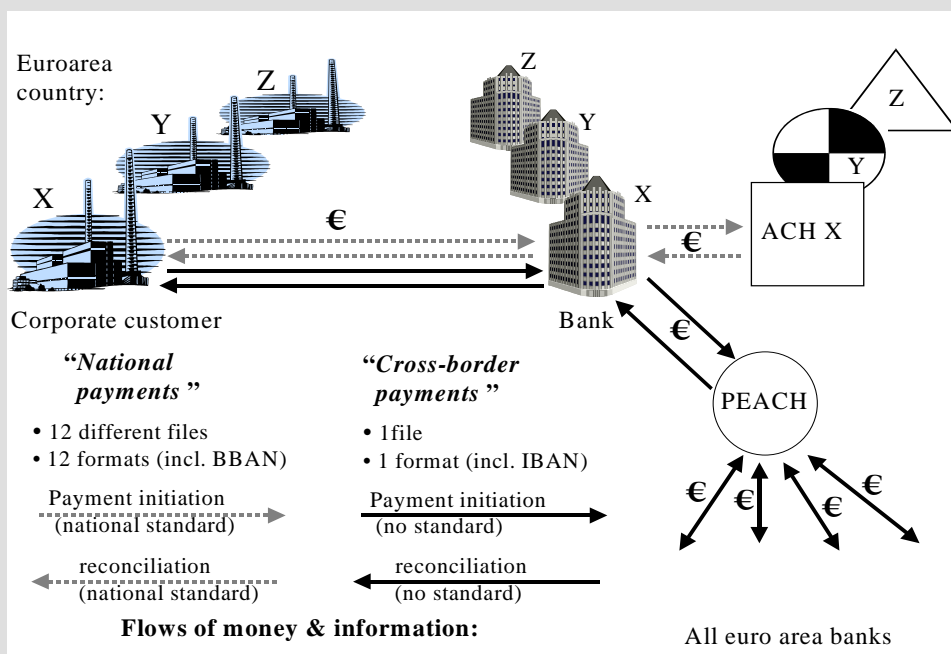 Euroarea
country:
Z
Y
X
Z
Y
X
Z
Y
ACH X
€
€
Corporate customer
Bank
€
“National
payments ”
• 12 different files
• 12 formats (incl. BBAN)
Payment initiation
(national standard)
reconciliation
(national standard)
“Cross-border
payments ”
• 1file
• 1 format (incl. IBAN)
Payment initiation
(no standard)
reconciliation
(no standard)
PEACH
€
€
€
€
Flows of money & information:
All euro area banks